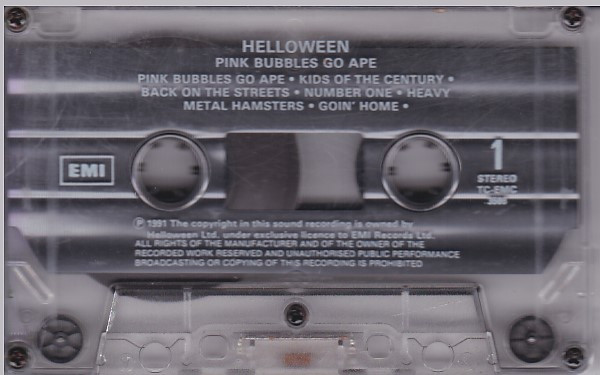 HELLOWEEN
PINK BUBBLES GO APE
PINK BUBBLES GO APE • KIDS OF THE CENTURY •
BACK ON THE STREETS • NUMBER ONE • HEAVY
METAL HAMSTERS • GOIN' HOME •
EMI
1
STEREO
TC-EMC
Ⓟ 1991 The copyright in this sound recording is owned by
Helloween Ltd. under exclusive licence to EMI Records Ltd.
ALL RIGHTS OF THE MANUFACTURER AND OF THE OWNER OF THE
RECORDED WORK RESERVED AND UNAUTHORISED PUBLIC PERFORMANCE
BROADCASTING OR COPYING OF THIS RECORDING IS PROHIBITED